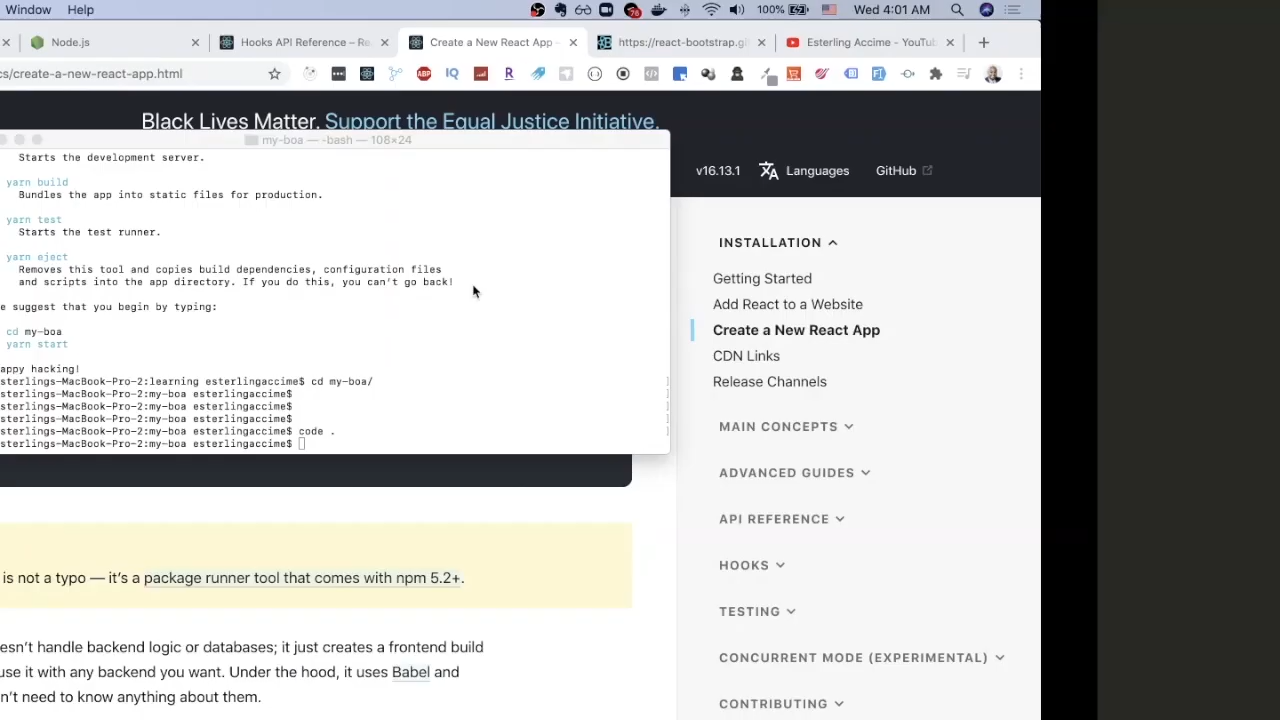 Window Help
100% Wed 4:01 AM
Node.js
Hooks API Reference – Re
Create a New React App –
https://react-bootstrap.gi
Esterling Accime - YouTub
cs/create-a-new-react-app.html
ABP IQ R
Black Lives Matter. Support the Equal Justice Initiative.
my-boa — -bash — 108×24
v16.13.1 Languages GitHub
Starts the development server.
yarn build
Bundles the app into static files for production.
yarn test
Starts the test runner.
yarn eject
Removes this tool and copies build dependencies, configuration files
and scripts into the app directory. If you do this, you can't go back!
e suggest that you begin by typing:
cd my-boa
yarn start
appy hacking!
sterlings-MacBook-Pro-2:learning esterlingaccime$ cd my-boa/
sterlings-MacBook-Pro-2:my-boa esterlingaccime$
sterlings-MacBook-Pro-2:my-boa esterlingaccime$
sterlings-MacBook-Pro-2:my-boa esterlingaccime$
sterlings-MacBook-Pro-2:my-boa esterlingaccime$ code .
sterlings-MacBook-Pro-2:my-boa esterlingaccime$
INSTALLATION
Getting Started
Add React to a Website
Create a New React App
CDN Links
Release Channels
MAIN CONCEPTS
ADVANCED GUIDES
API REFERENCE
HOOKS
TESTING
CONCURRENT MODE (EXPERIMENTAL)
CONTRIBUTING
is not a typo — it's a package runner tool that comes with npm 5.2+.
esn't handle backend logic or databases; it just creates a frontend build
use it with any backend you want. Under the hood, it uses Babel and
n't need to know anything about them.